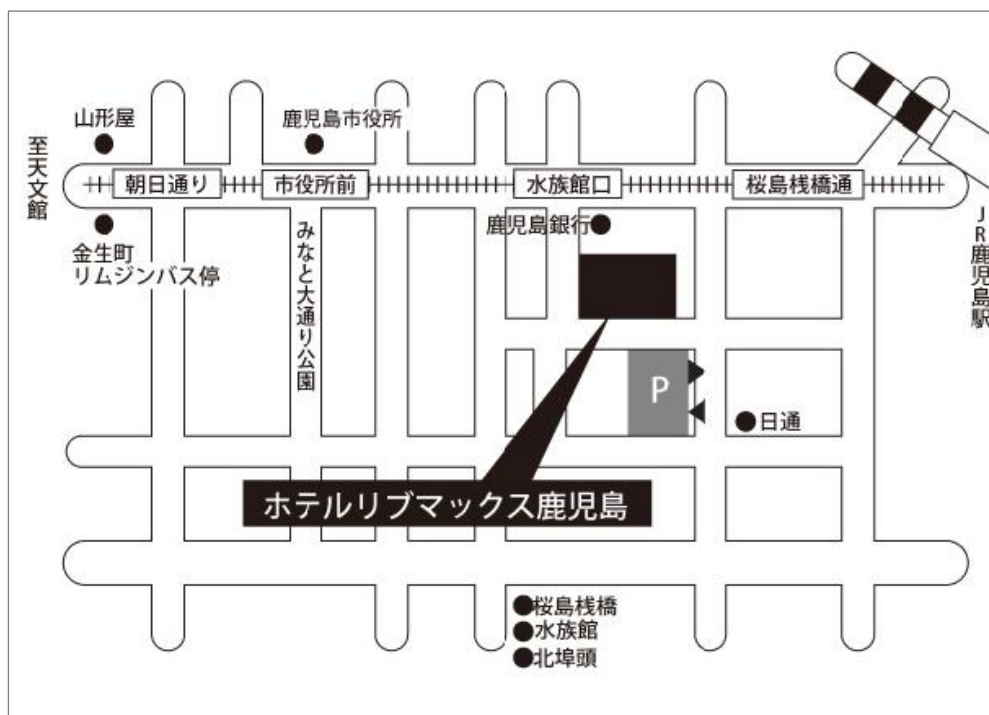 山形屋
鹿児島市役所
至天文館
朝日通り
市役所前
水族館口
桜島桟橋通
鹿児島銀行
金生町
リムジンバス停
みなと大通り公園
JR鹿児島駅
P
日通
ホテルリブマックス鹿児島
桜島桟橋
水族館
北埠頭